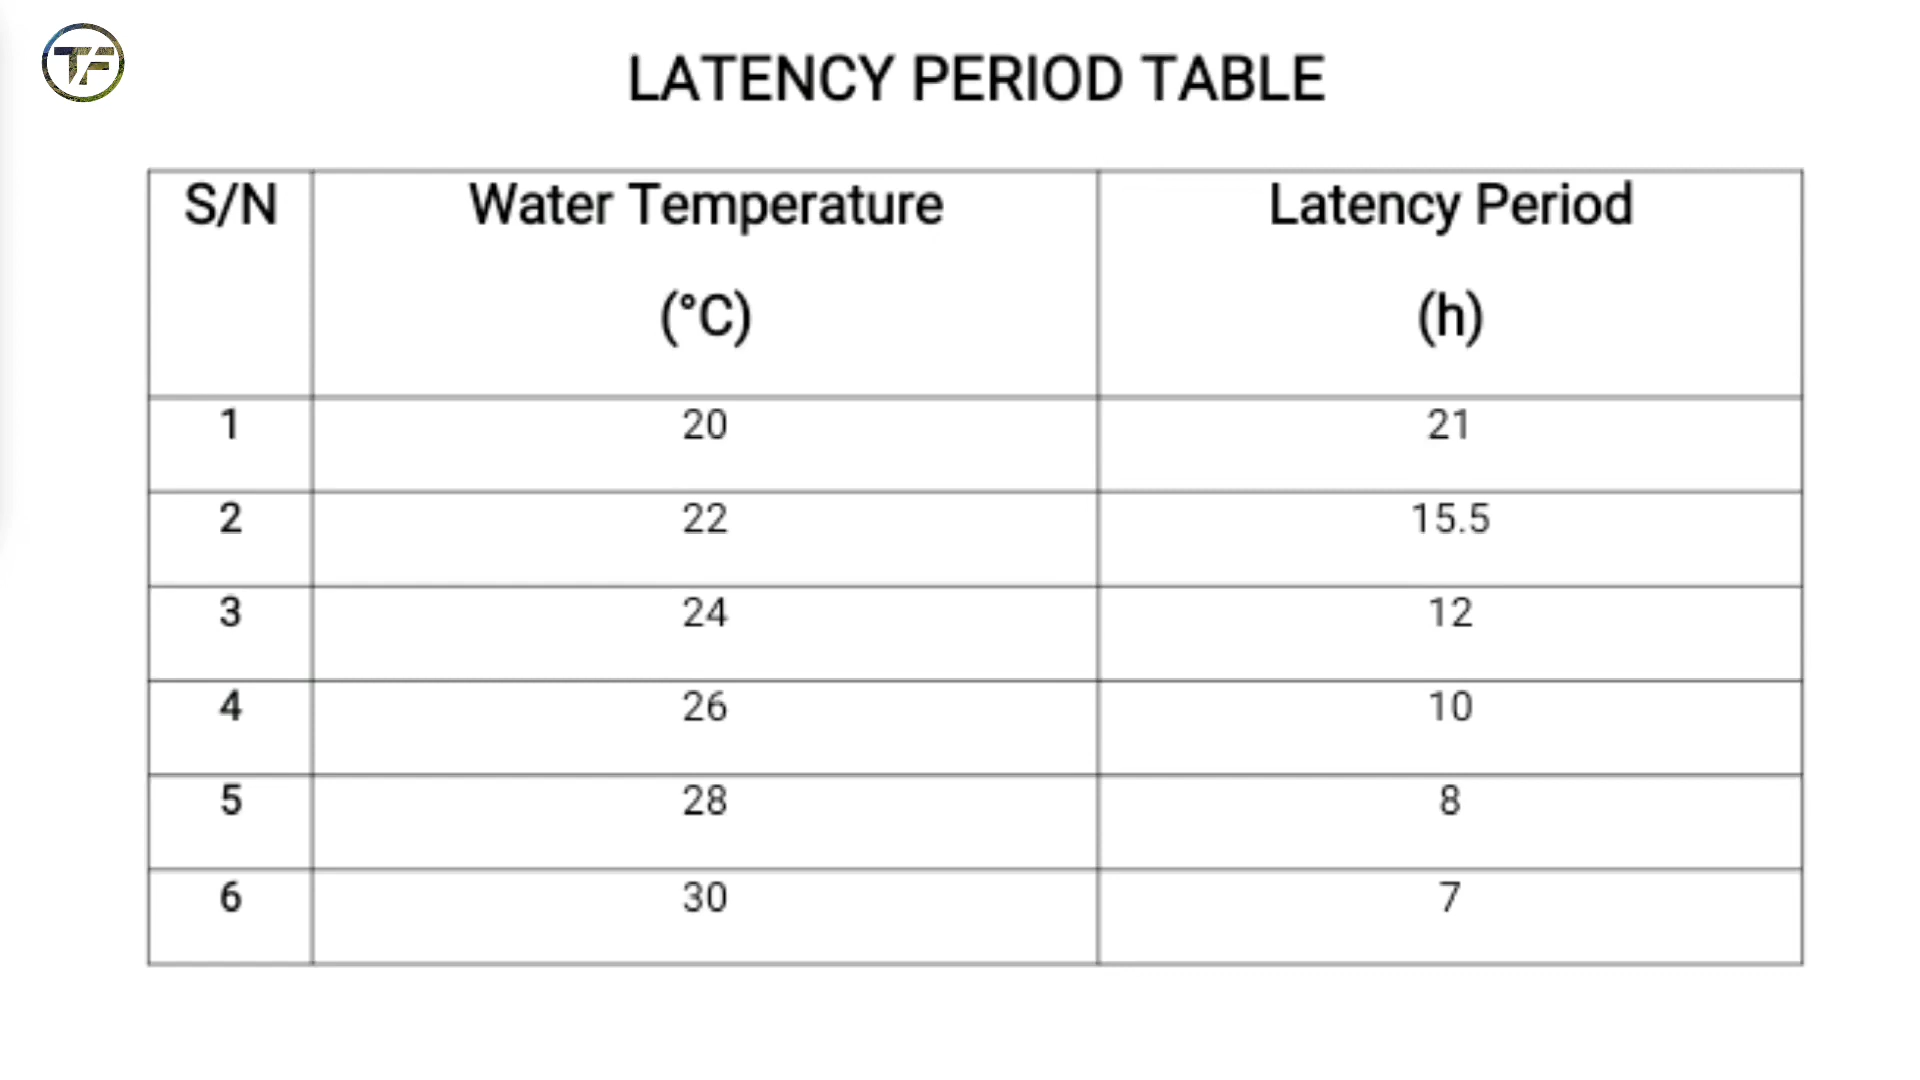 TF
LATENCY PERIOD TABLE
S/N Water Temperature (°C) Latency Period (h)
1 20 21
2 22 15.5
3 24 12
4 26 10
5 28 8
6 30 7